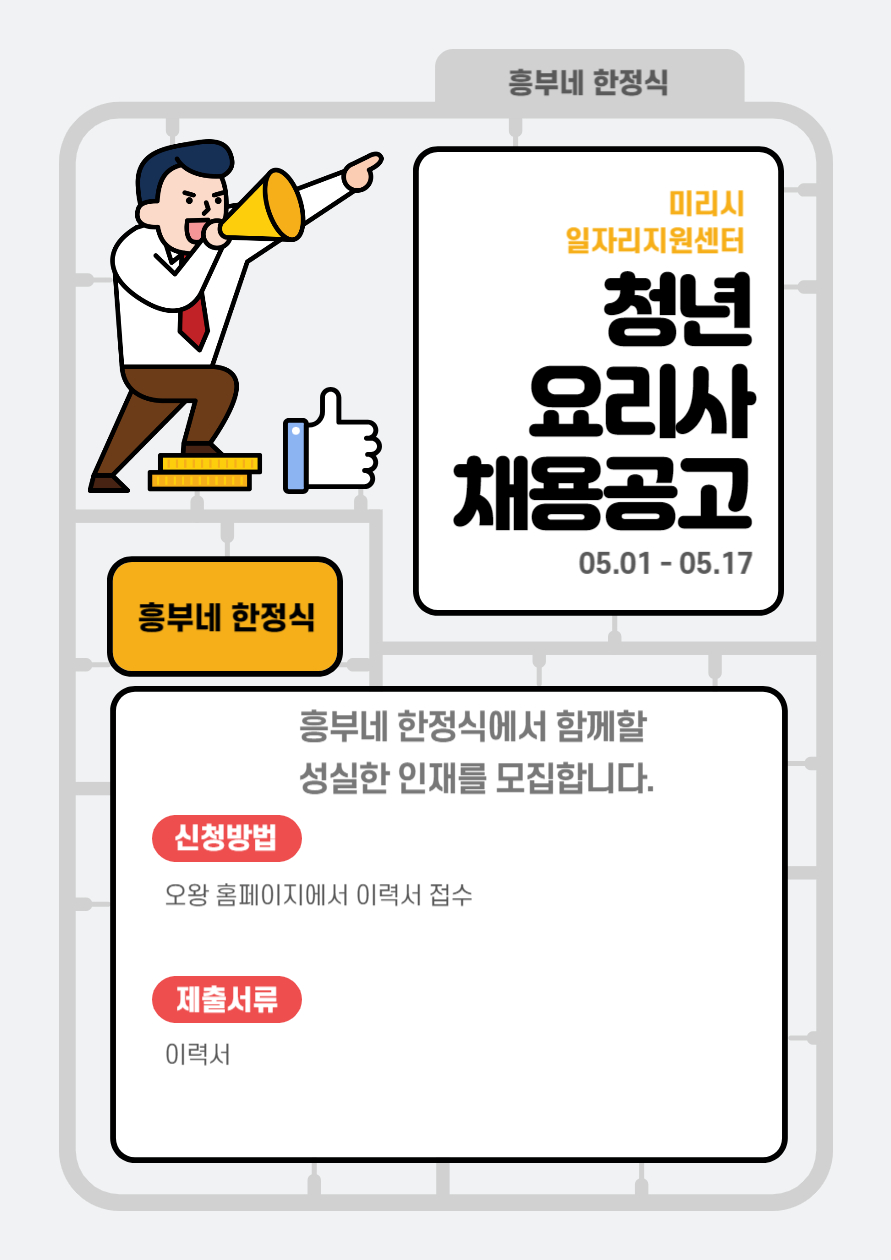 흥부네 한정식
미리시
일자리지원센터
청년
요리사
채용공고
05.01 - 05.17
흥부네 한정식
흥부네 한정식에서 함께할
성실한 인재를 모집합니다.
신청방법
오왕 홈페이지에서 이력서 접수
제출서류
이력서